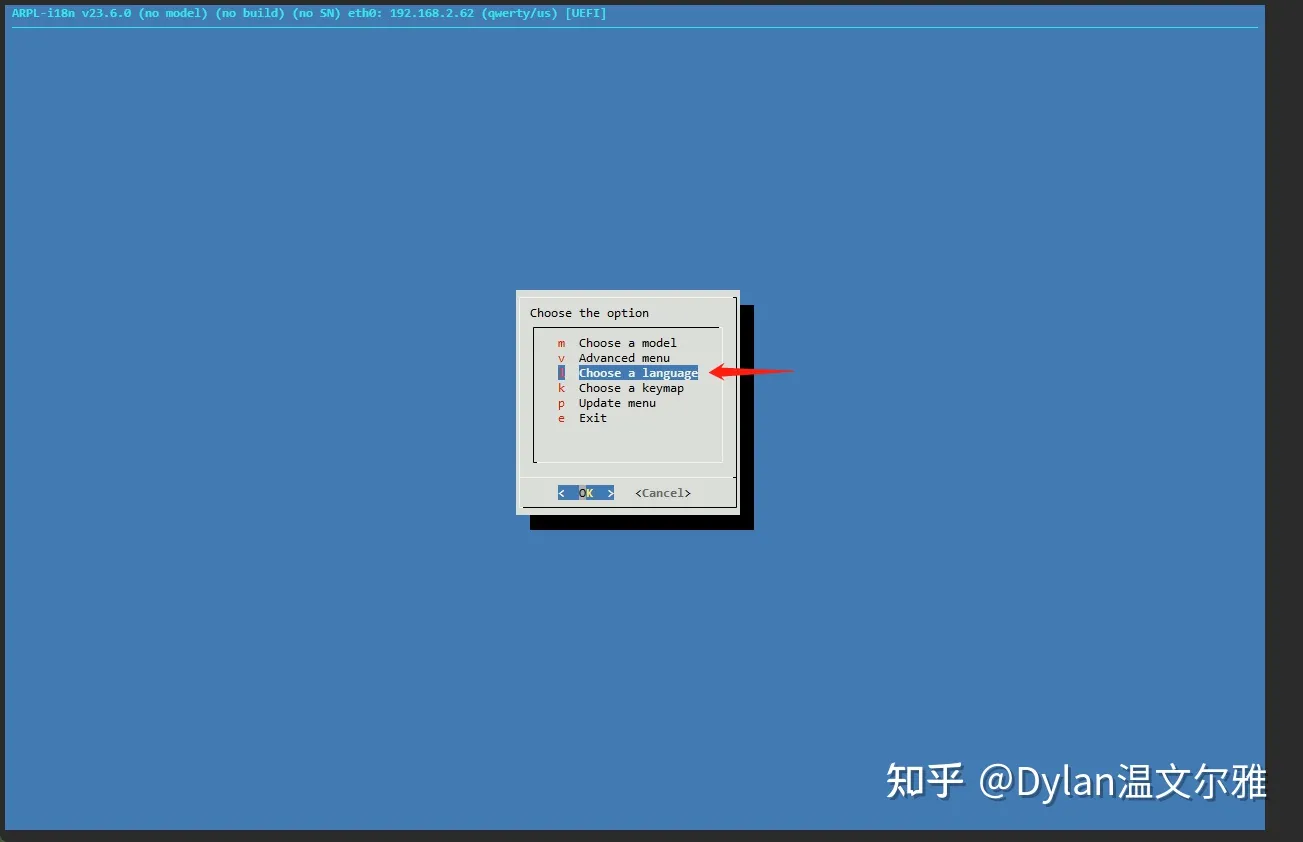 ARPL-i18n v23.6.0 (no model) (no build) (no SN) eth0: 192.168.2.62 (qwerty/us) [UEFI]
Choose the option
m Choose a model
v Advanced menu
l Choose a language
k Choose a keymap
p Update menu
e Exit
< OK > <Cancel>
知乎 @Dylan温文尔雅